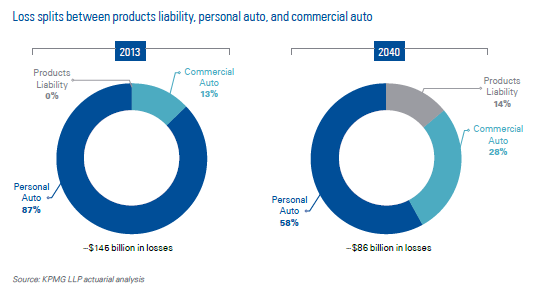 Loss splits between products liability, personal auto, and commercial auto
2013
Products
Liability
0%
Commercial
Auto
13%
Personal
Auto
87%
~$145 billion in losses
2040
Products
Liability
14%
Commercial
Auto
28%
Personal
Auto
58%
~$86 billion in losses
Source: KPMG LLP actuarial analysis